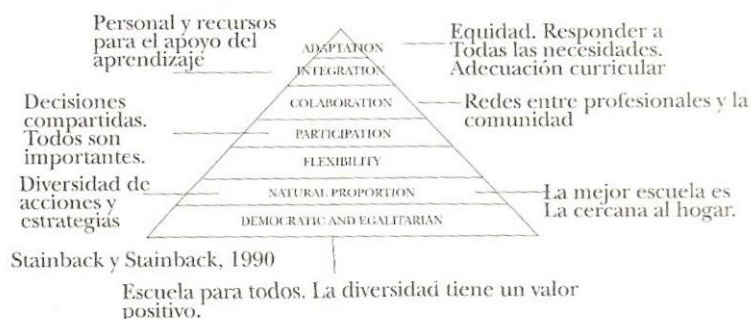 Personal y recursos
para el apoyo del
aprendizaje
ADAPTATION
Equidad. Responder a
Todas las necesidades.
Adecuación curricular
INTEGRATION
Decisiones
compartidas.
Todos son
importantes.
COLABORATION
Redes entre profesionales y la
comunidad
PARTICIPATION
FLEXIBILITY
Diversidad de
acciones y
estrategias
NATURAL PROPORTION
La mejor escuela es
La cercana al hogar.
DEMOCRATIC AND EGALITARIAN
Stainback y Stainback, 1990
Escuela para todos. La diversidad tiene un valor
positivo.